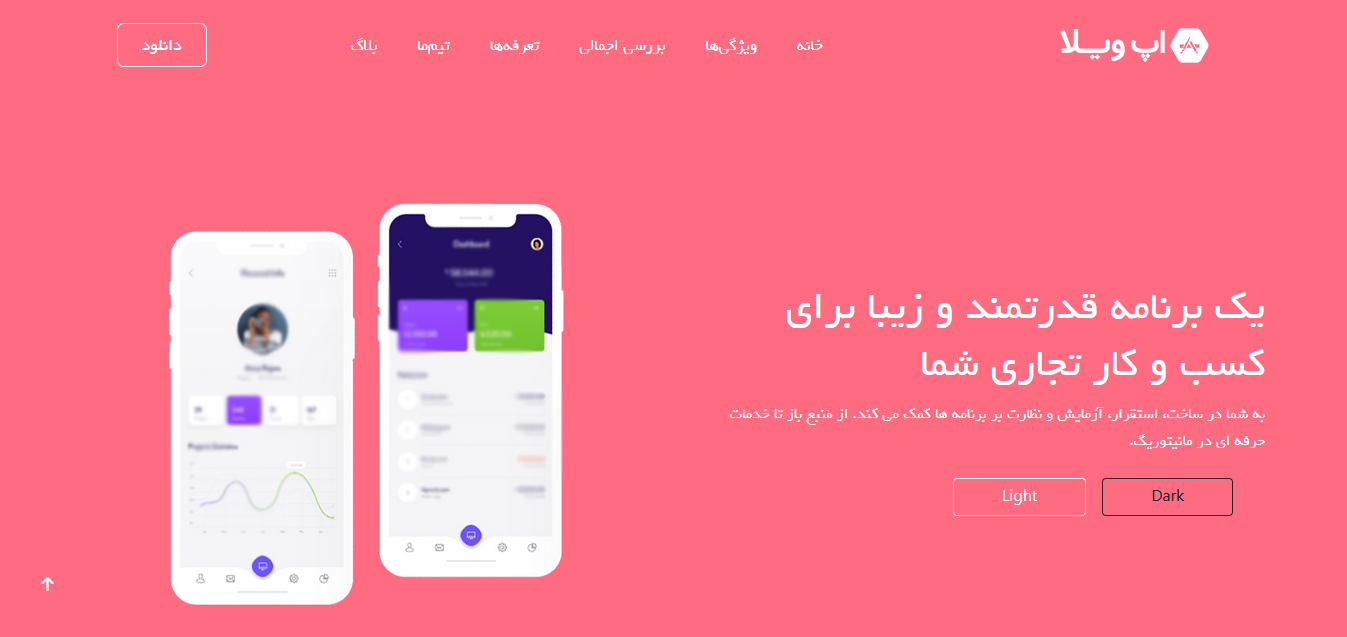 اپ ویلا
خانه
ویژگی‌ها
بررسی اجمالی
تعرفه‌ها
تیم‌ما
بلاگ
دانلود
یک برنامه قدرتمند و زیبا برای
کسب و کار تجاری شما
به شما در ساخت، استقرار، آزمایش و نظارت بر برنامه ها کمک می کند. از منبع باز تا خدمات
حرفه ای در مانیتوریگ.
Dark
Light
Dashboard